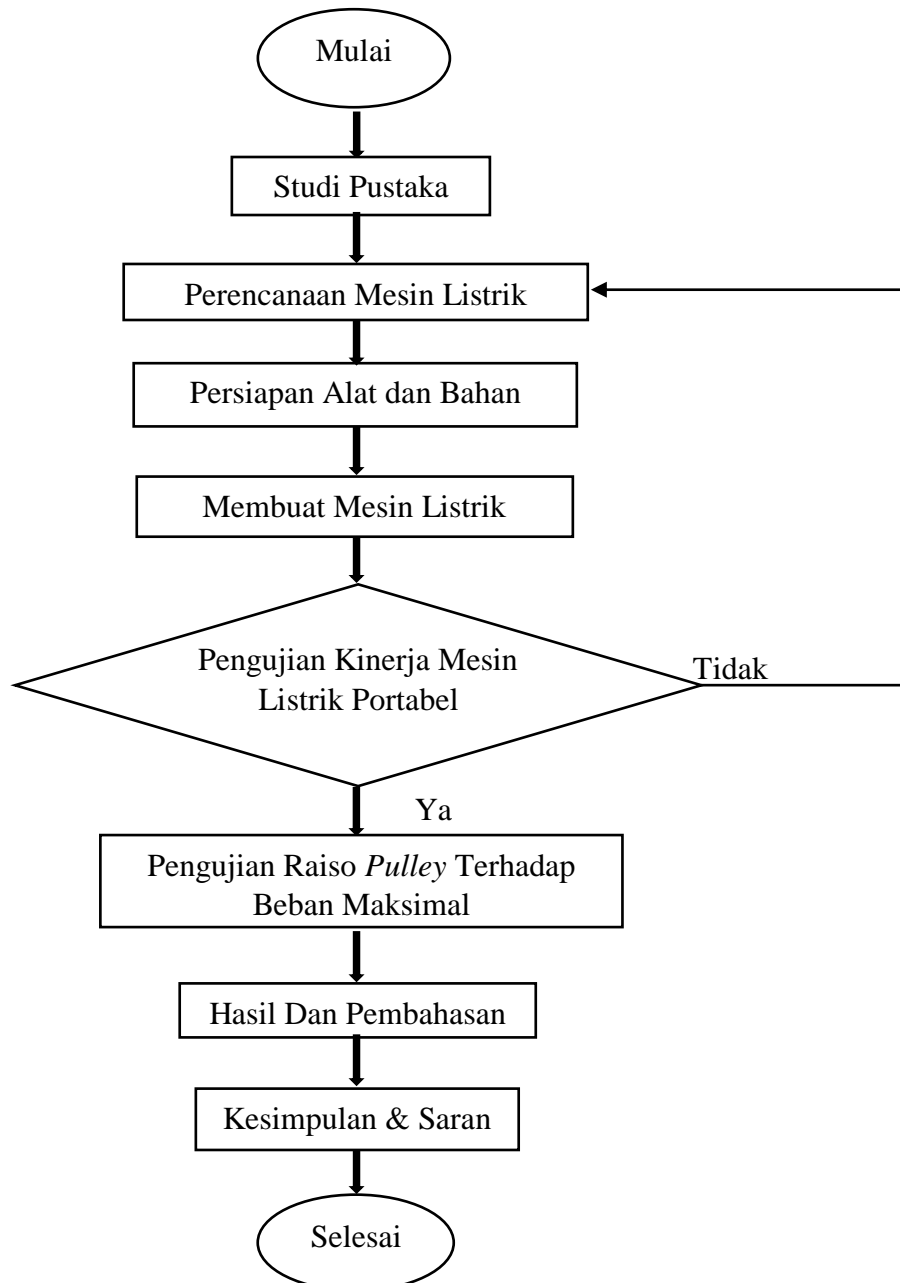 Mulai
Studi Pustaka
Perencanaan Mesin Listrik
Persiapan Alat dan Bahan
Membuat Mesin Listrik
Pengujian Kinerja Mesin
Listrik Portabel
Tidak
Ya
Pengujian Raiso Pulley Terhadap
Beban Maksimal
Hasil Dan Pembahasan
Kesimpulan & Saran
Selesai